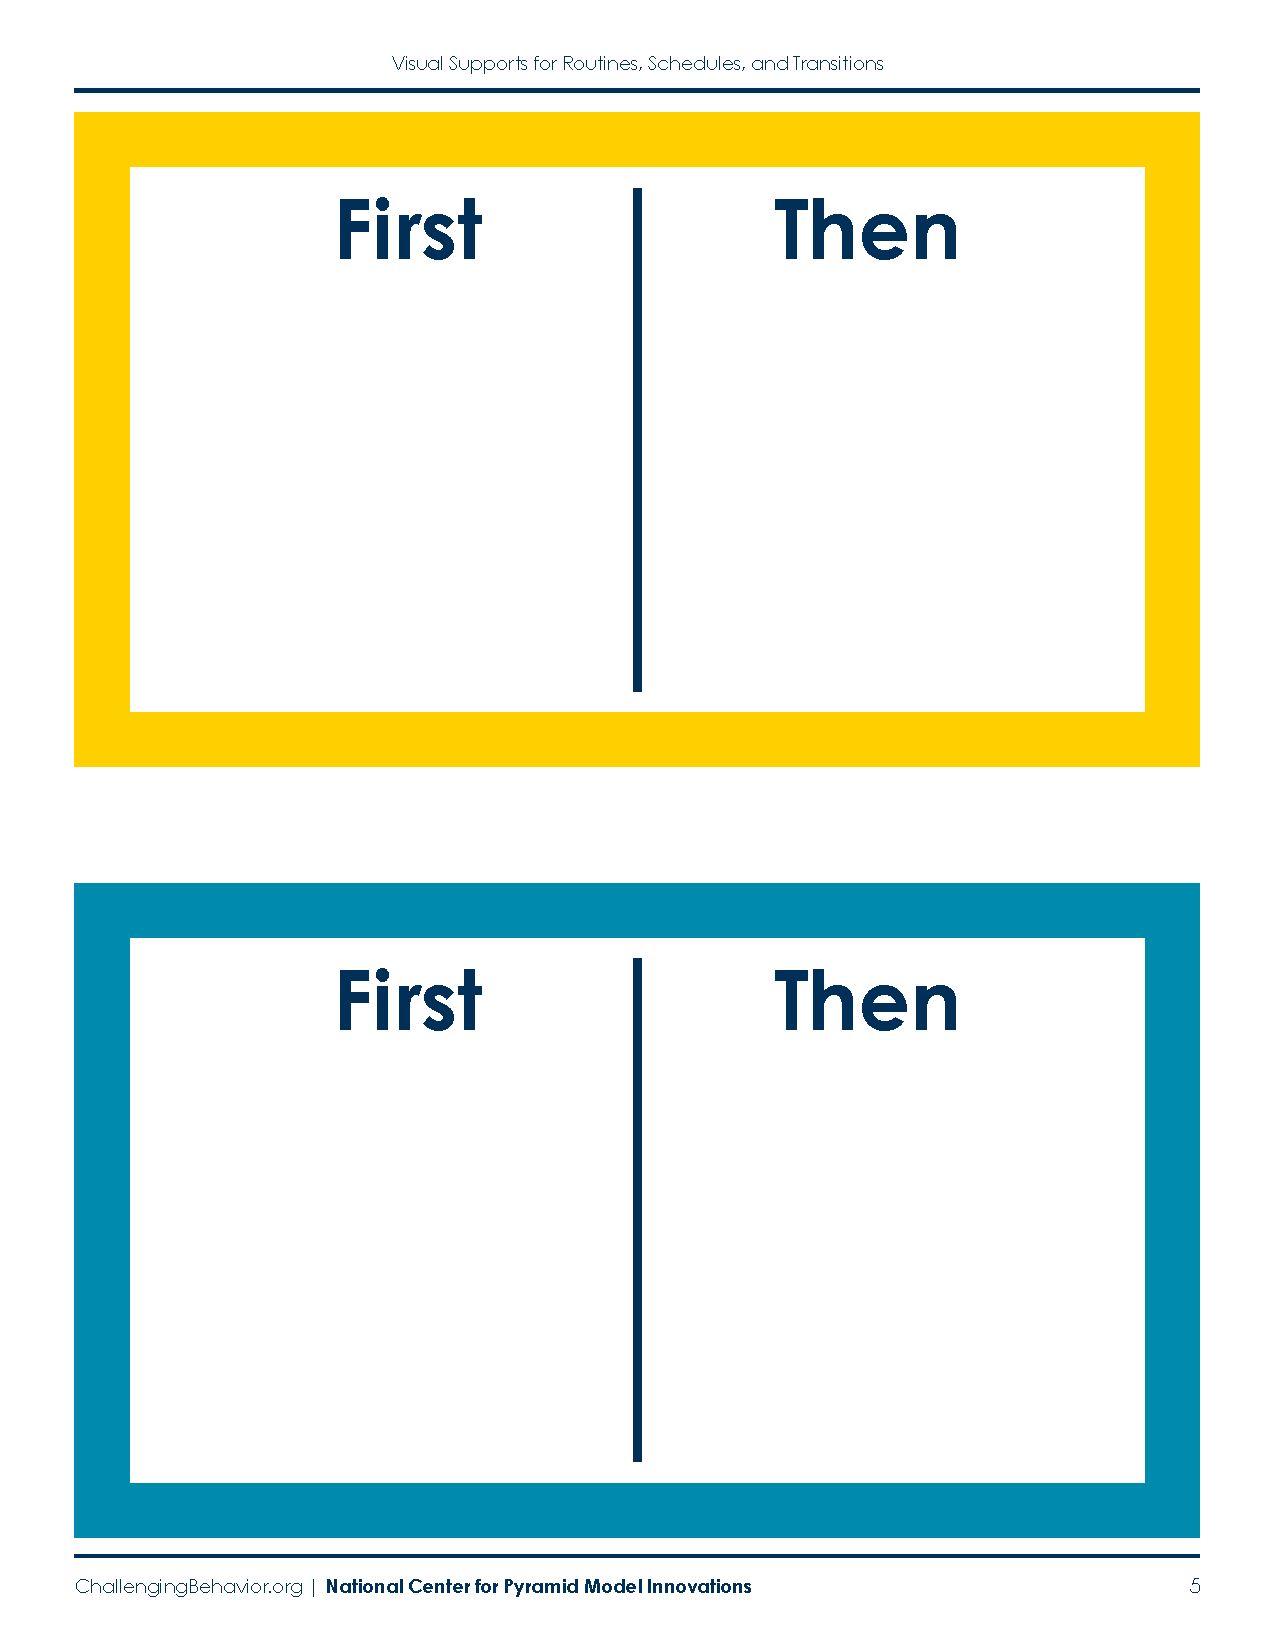 Visual Supports for Routines, Schedules, and Transitions
First
Then
First
Then
ChallengingBehavior.org | National Center for Pyramid Model Innovations 5